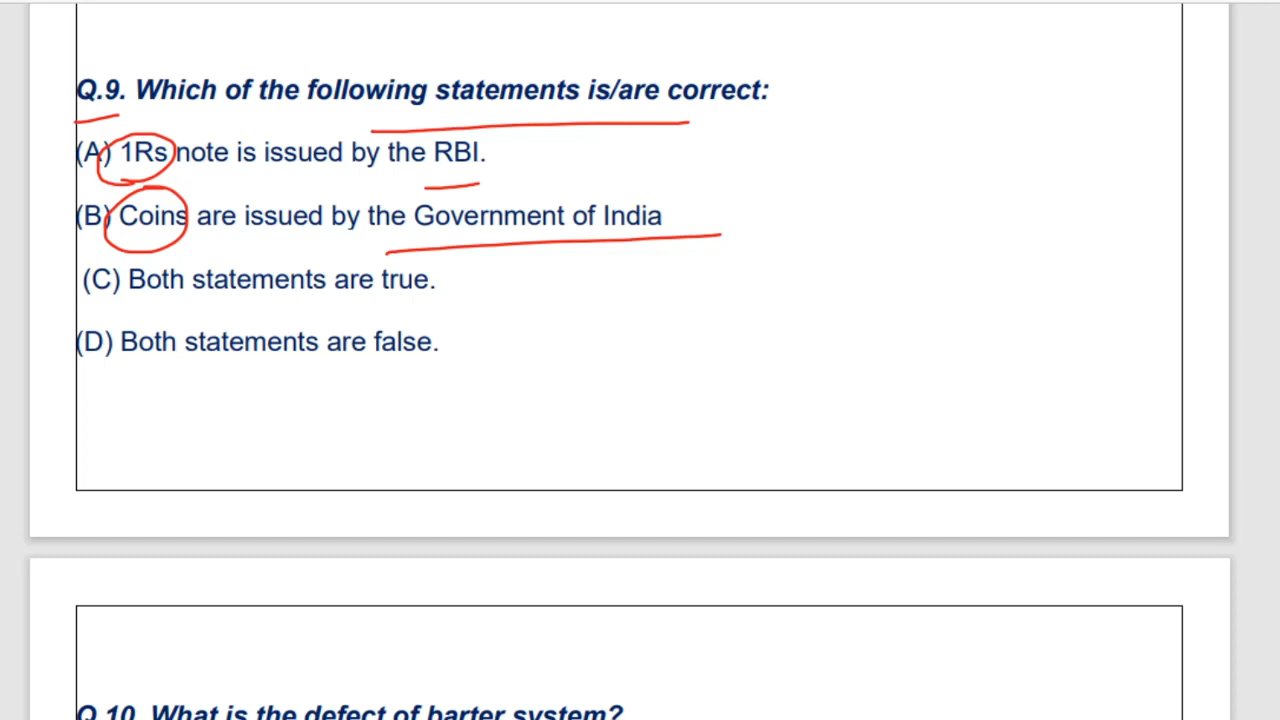 Q.9. Which of the following statements is/are correct:
(A) 1Rs note is issued by the RBI.
(B) Coins are issued by the Government of India
(C) Both statements are true.
(D) Both statements are false.
Q.10. What is the defect of barter system?